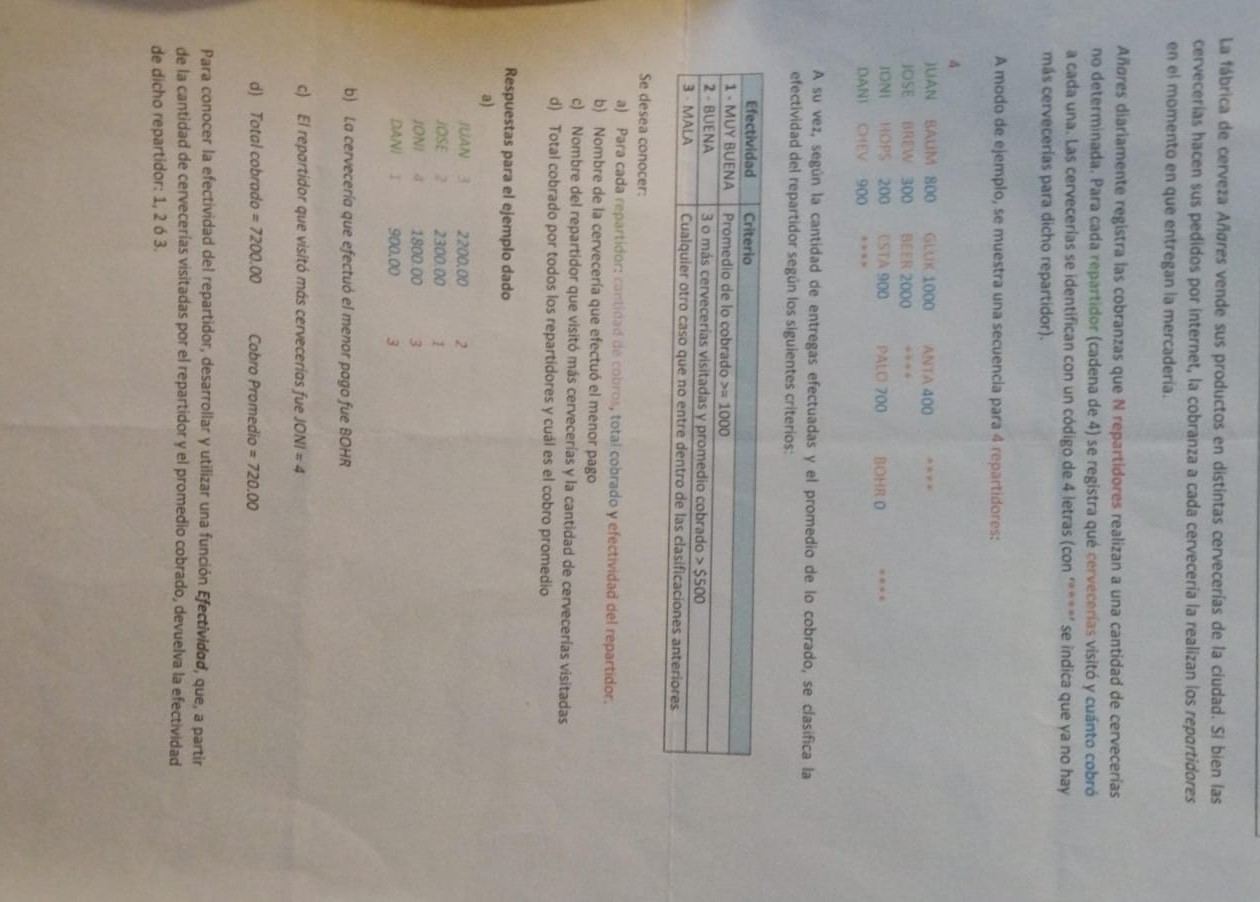 La fábrica de cerveza Añares vende sus productos en distintas cervecerías de la ciudad. Si bien las
cervecerías hacen sus pedidos por internet, la cobranza a cada cervecería la realizan los repartidores
en el momento en que entregan la mercadería.
Añares diariamente registra las cobranzas que N repartidores realizan a una cantidad de cervecerías
no determinada. Para cada repartidor (cadena de 4) se registra qué cervecerías visitó y cuánto cobró
a cada una. Las cervecerías se identifican con un código de 4 letras (con '****' se indica que ya no hay
más cervecerías para dicho repartidor).
A modo de ejemplo, se muestra una secuencia para 4 repartidores:
4
JUAN BAUM 800 GLUK 1000 ANTA 400 ****
JOSE BREW 300 BEER 2000 ****
JONI HOPS 200 ESTA 900 PALO 700 BOHR 0 ****
DANI CHEV 900 ****
A su vez, según la cantidad de entregas efectuadas y el promedio de lo cobrado, se clasifica la
efectividad del repartidor según los siguientes criterios:
Efectividad Criterio
1 - MUY BUENA Promedio de lo cobrado >= 1000
2 - BUENA 3 o más cervecerías visitadas y promedio cobrado > $500
3 - MALA Cualquier otro caso que no entre dentro de las clasificaciones anteriores
Se desea conocer:
a) Para cada repartidor: cantidad de cobros, total cobrado y efectividad del repartidor.
b) Nombre de la cervecería que efectuó el menor pago
c) Nombre del repartidor que visitó más cervecerías y la cantidad de cervecerías visitadas
d) Total cobrado por todos los repartidores y cuál es el cobro promedio
Respuestas para el ejemplo dado
a)
JUAN 3 2200.00 2
JOSE 2 2300.00 1
JONI 4 1800.00 3
DANI 1 900.00 3
b) La cervecería que efectuó el menor pago fue BOHR
c) El repartidor que visitó más cervecerías fue JONI = 4
d) Total cobrado = 7200.00 Cobro Promedio = 720.00
Para conocer la efectividad del repartidor, desarrollar y utilizar una función Efectividad, que, a partir
de la cantidad de cervecerías visitadas por el repartidor y el promedio cobrado, devuelva la efectividad
de dicho repartidor: 1, 2 ó 3.